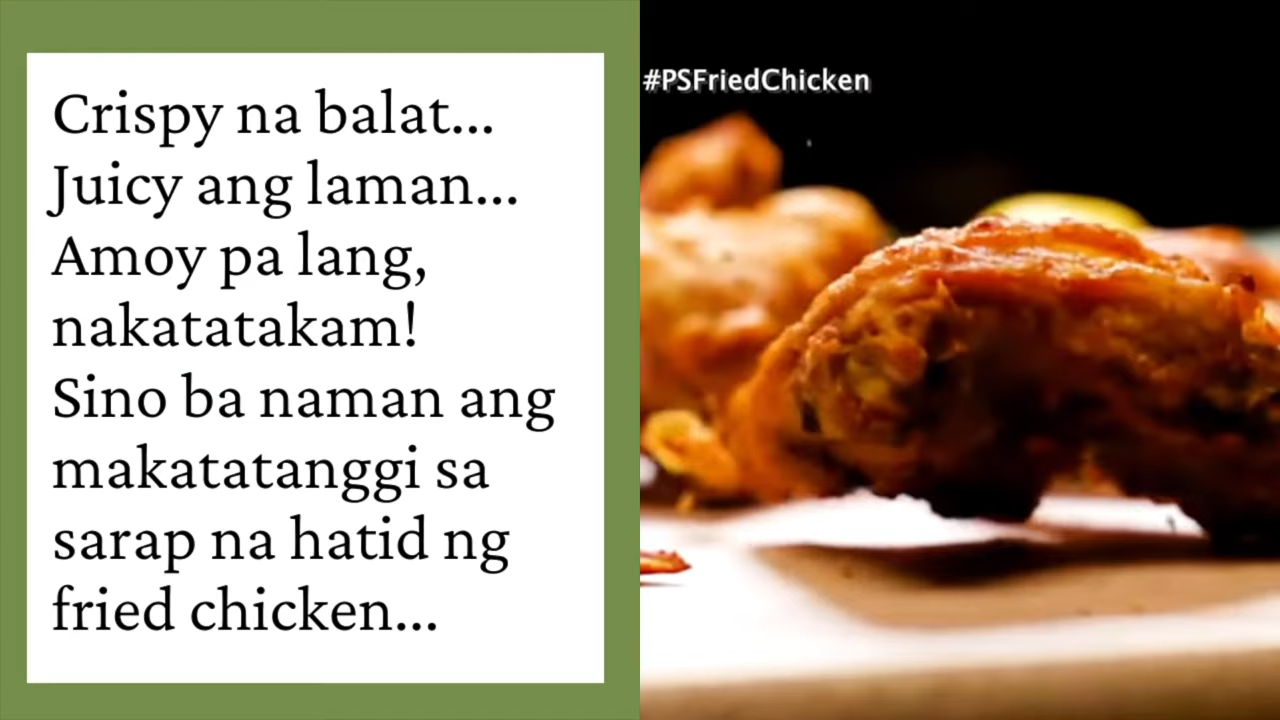 Crispy na balat...
Juicy ang laman...
Amoy pa lang,
nakatatakam!
Sino ba naman ang
makatatanggi sa
sarap na hatid ng
fried chicken...
#PSFriedChicken